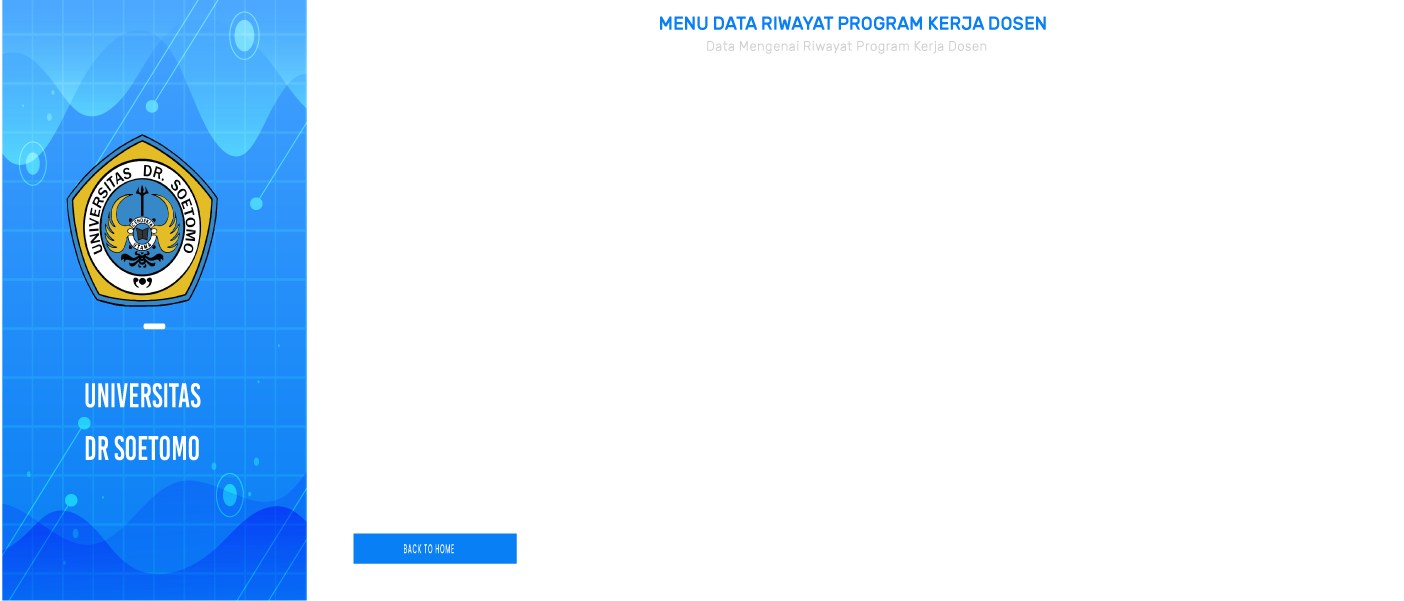 MENU DATA RIWAYAT PROGRAM KERJA DOSEN
Data Mengenai Riwayat Program Kerja Dosen
UNIVERSITAS DR. SOETOMO
UNIVERSITAS
DR SOETOMO
BACK TO HOME